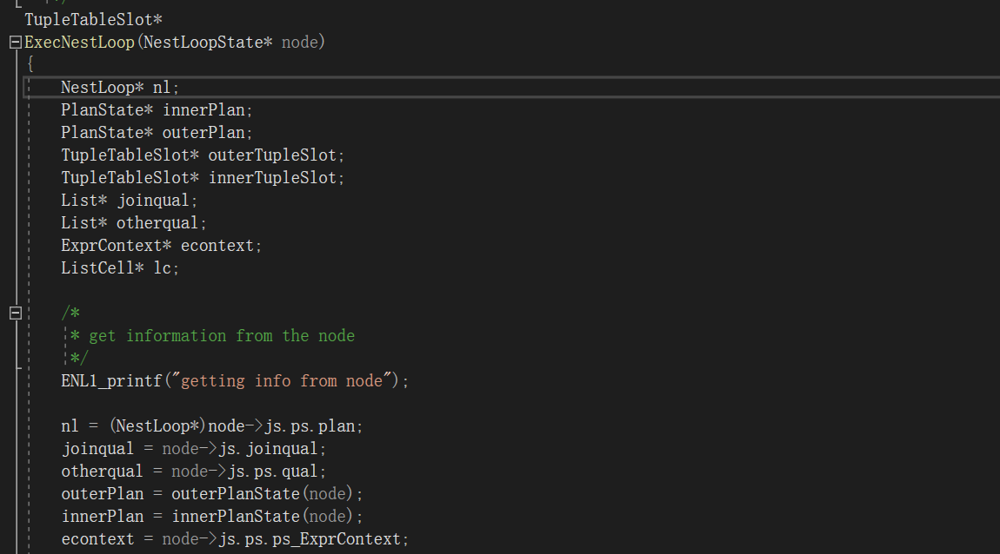 */
TupleTableSlot*
ExecNestLoop(NestLoopState* node)
{
NestLoop* nl;
PlanState* innerPlan;
PlanState* outerPlan;
TupleTableSlot* outerTupleSlot;
TupleTableSlot* innerTupleSlot;
List* joinqual;
List* otherqual;
ExprContext* econtext;
ListCell* lc;
/*
* get information from the node
*/
ENL1_printf("getting info from node");
nl = (NestLoop*)node->js.ps.plan;
joinqual = node->js.joinqual;
otherqual = node->js.ps.qual;
outerPlan = outerPlanState(node);
innerPlan = innerPlanState(node);
econtext = node->js.ps.ps_ExprContext;